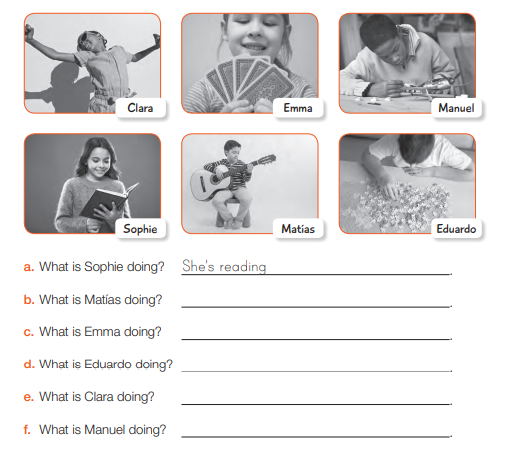 Clara
Emma
Manuel
Sophie
Matías
Eduardo
a. What is Sophie doing? She's reading.
b. What is Matías doing? .
c. What is Emma doing? .
d. What is Eduardo doing? .
e. What is Clara doing? .
f. What is Manuel doing? .